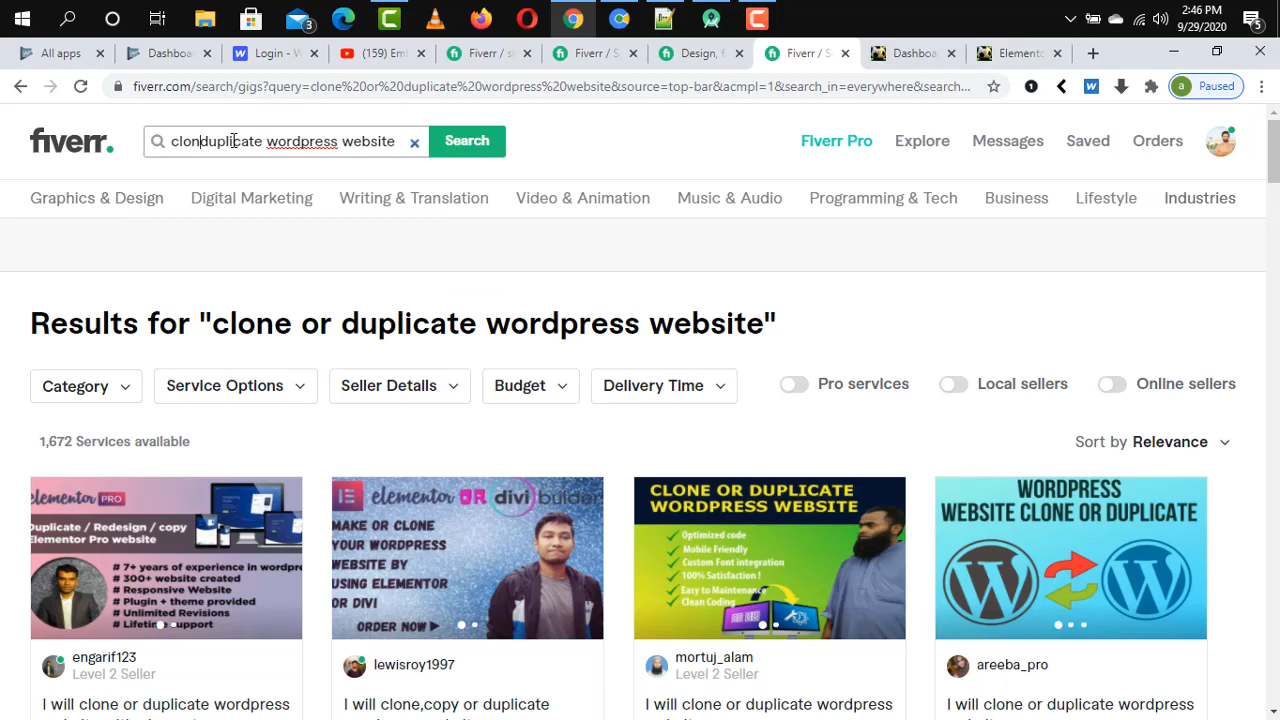 3
2:46 PM
9/29/2020
5
All apps
Dashboar
Login - W
(159) Em
Fiverr / s
Fiverr / S
Design, f
Fiverr / S
Dashboa
Elemento
fiverr.com/search/gigs?query=clone%20or%20duplicate%20wordpress%20website&source=top-bar&acmpl=1&search_in=everywhere&search...
1
W
a Paused
fiverr.
clonduplicate wordpress website
Search
Fiverr Pro
Explore
Messages
Saved
Orders
Graphics & Design
Digital Marketing
Writing & Translation
Video & Animation
Music & Audio
Programming & Tech
Business
Lifestyle
Industries
Results for "clone or duplicate wordpress website"
Category
Service Options
Seller Details
Budget
Delivery Time
Pro services
Local sellers
Online sellers
1,672 Services available
Sort by Relevance
elementor PRO
Duplicate / Redesign / copy
Elementor Pro website
# 7+ years of experience in wordpre
# 300+ website created
# Responsive Website
# Plugin + theme provided
# Unlimited Revisions
# Lifetime support
engarif123
Level 2 Seller
I will clone or duplicate wordpress
elementor OR divi builder
MAKE OR CLONE
YOUR WORDPRESS
WEBSITE BY
USING ELEMENTOR
OR DIVI
ORDER NOW
lewisroy1997
I will clone,copy or duplicate
CLONE OR DUPLICATE
WORDPRESS WEBSITE
Optimized code
Mobile Friendly
Custom Font integration
100% Satisfaction !
Easy to Maintenance
Clean Coding
mortuj_alam
Level 2 Seller
I will clone or duplicate wordpress
WORDPRESS
WEBSITE CLONE OR DUPLICATE
areeba_pro
I will clone or duplicate wordpress